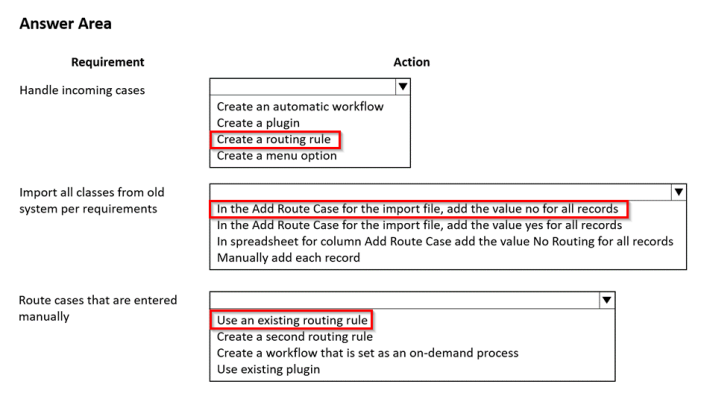 Answer Area
Requirement Action
Handle incoming cases
Create an automatic workflow
Create a plugin
Create a routing rule
Create a menu option
Import all classes from old
system per requirements
In the Add Route Case for the import file, add the value no for all records
In the Add Route Case for the import file, add the value yes for all records
In spreadsheet for column Add Route Case add the value No Routing for all records
Manually add each record
Route cases that are entered
manually
Use an existing routing rule
Create a second routing rule
Create a workflow that is set as an on-demand process
Use existing plugin